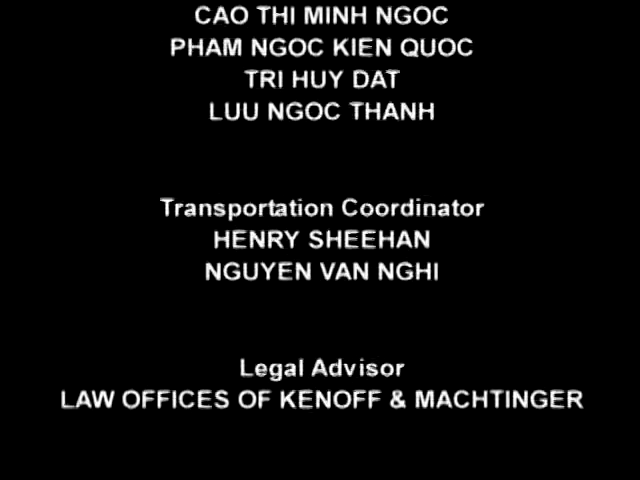 CAO THI MINH NGOC
PHAM NGOC KIEN QUOC
TRI HUY DAT
LUU NGOC THANH
Transportation Coordinator
HENRY SHEEHAN
NGUYEN VAN NGHI
Legal Advisor
LAW OFFICES OF KENOFF & MACHTINGER